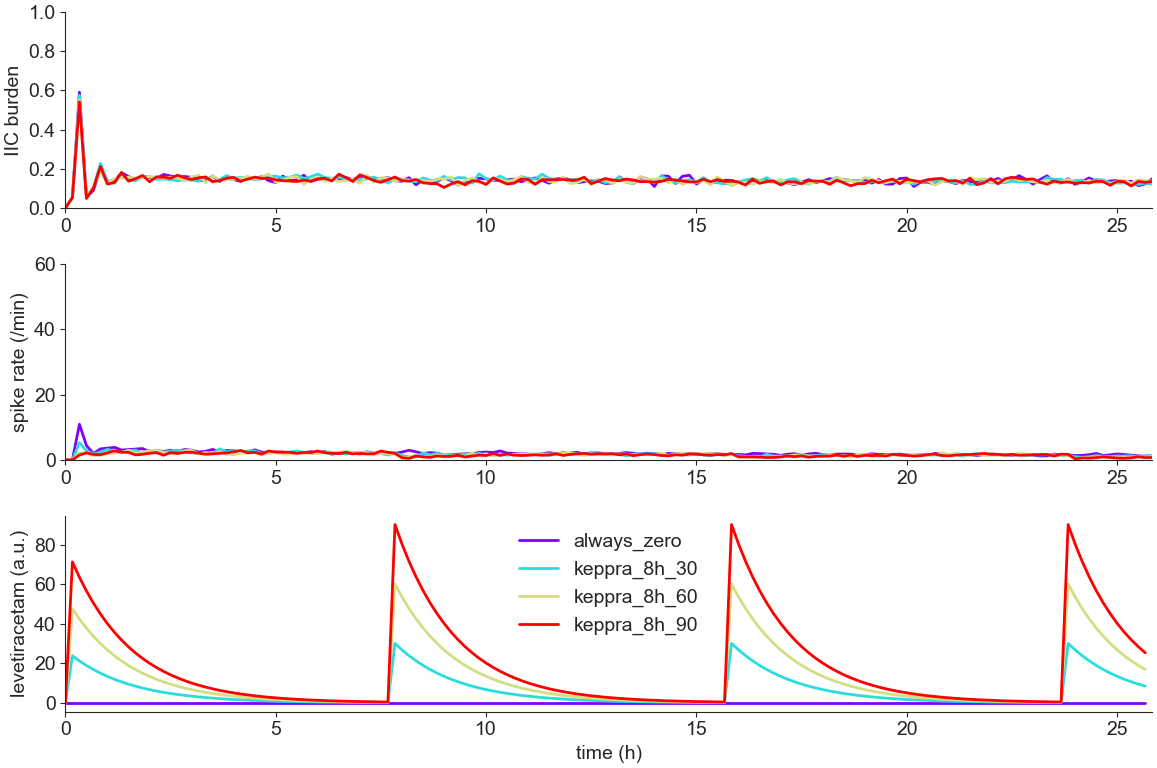 IIC burden
1.0
0.8
0.6
0.4
0.2
0.0
0 5 10 15 20 25
spike rate (/min)
60
40
20
0
0 5 10 15 20 25
levetiracetam (a.u.)
80
60
40
20
0
always_zero
keppra_8h_30
keppra_8h_60
keppra_8h_90
0 5 10 15 20 25
time (h)